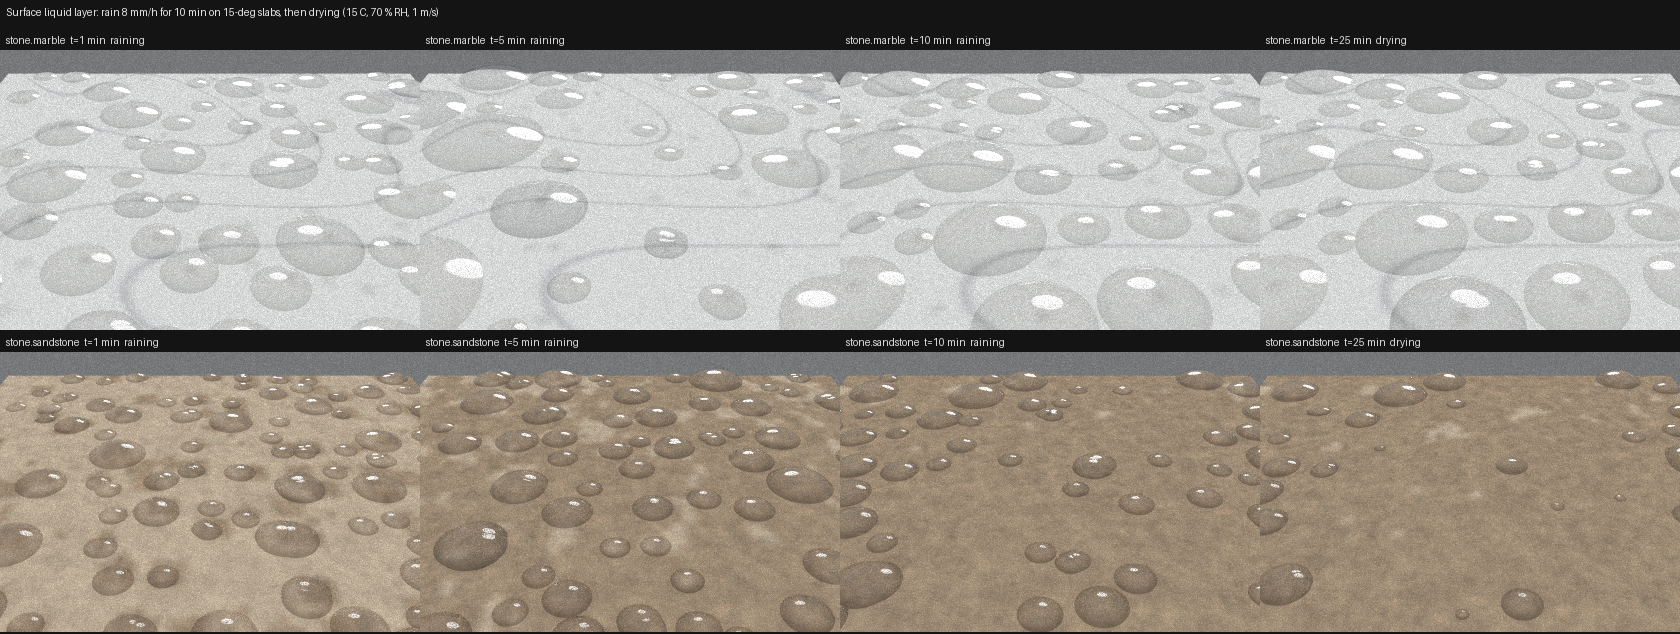 Surface liquid layer: rain 8 mm/h for 10 min on 15-deg slabs, then drying (15 C, 70 % RH, 1 m/s)
stone.marble t=1 min raining
stone.marble t=5 min raining
stone.marble t=10 min raining
stone.marble t=25 min drying
stone.sandstone t=1 min raining
stone.sandstone t=5 min raining
stone.sandstone t=10 min raining
stone.sandstone t=25 min drying